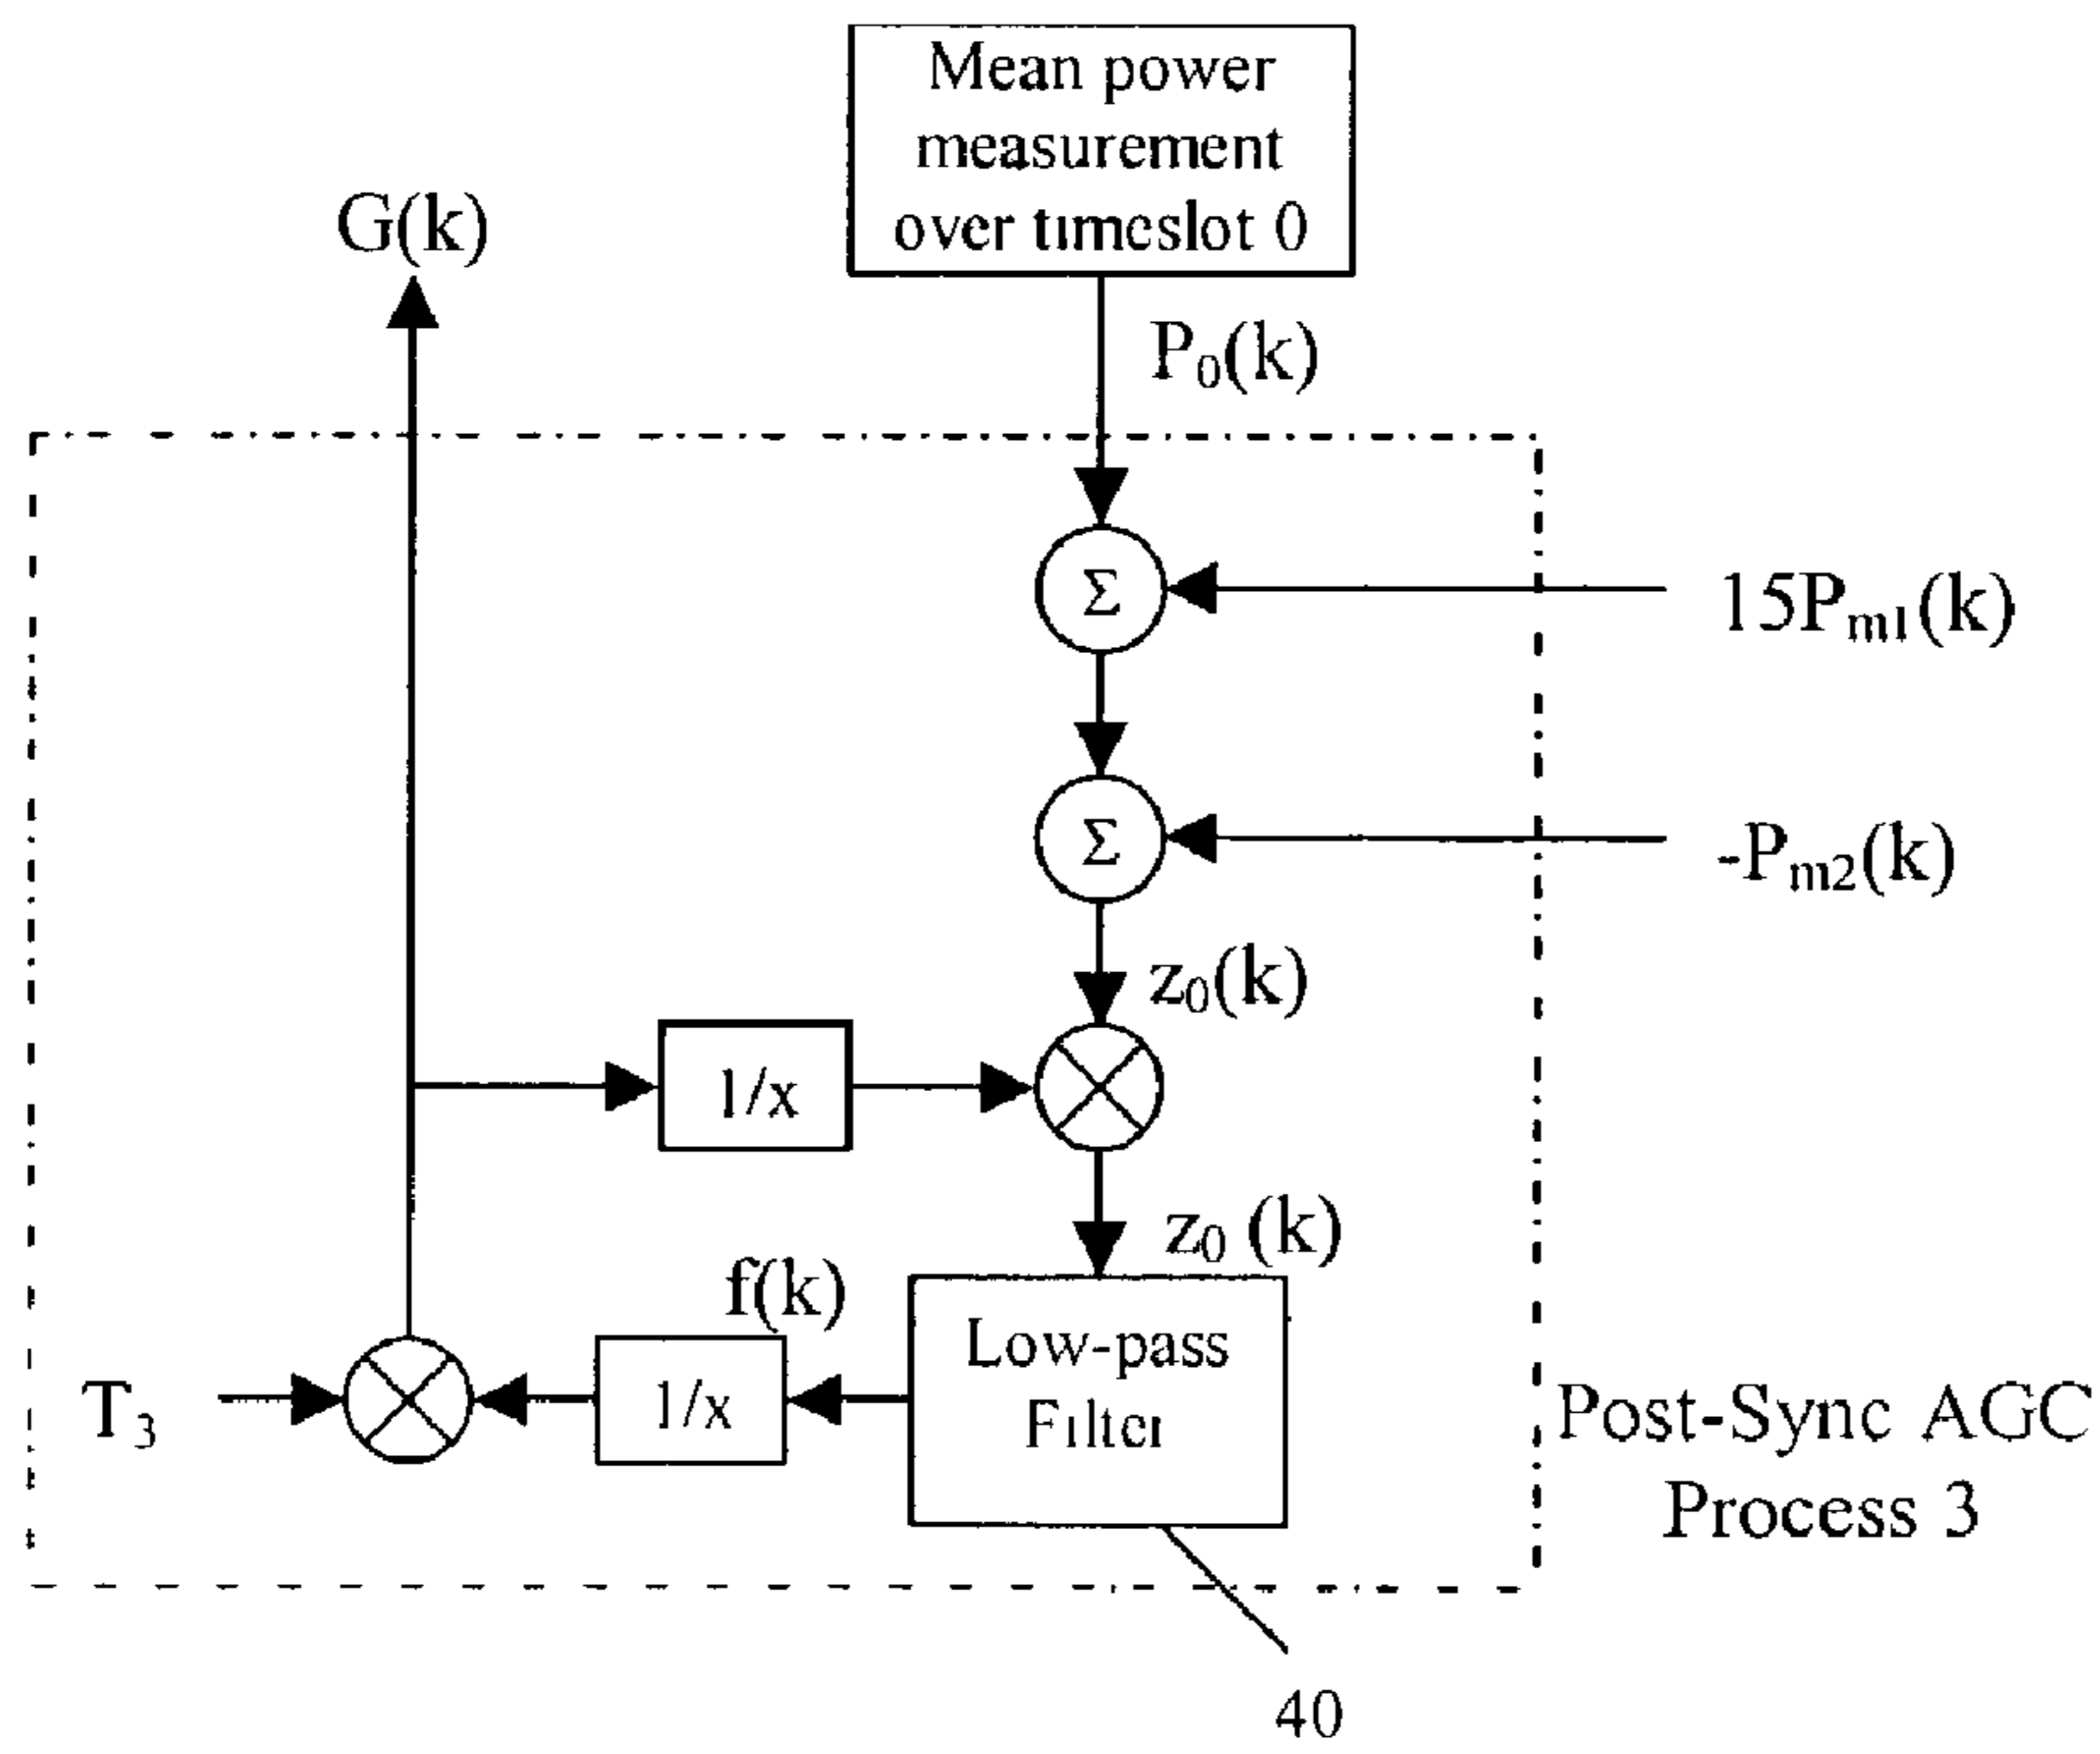 Mean power
measurement
over timeslot 0
G(k)
P₀(k)
Σ
15Pₘ₁(k)
Σ
-Pₘ₂(k)
z₀(k)
1/x
z₀ (k)
f(k)
Low-pass
Filter
T₃
1/x
Post-Sync AGC
Process 3
40